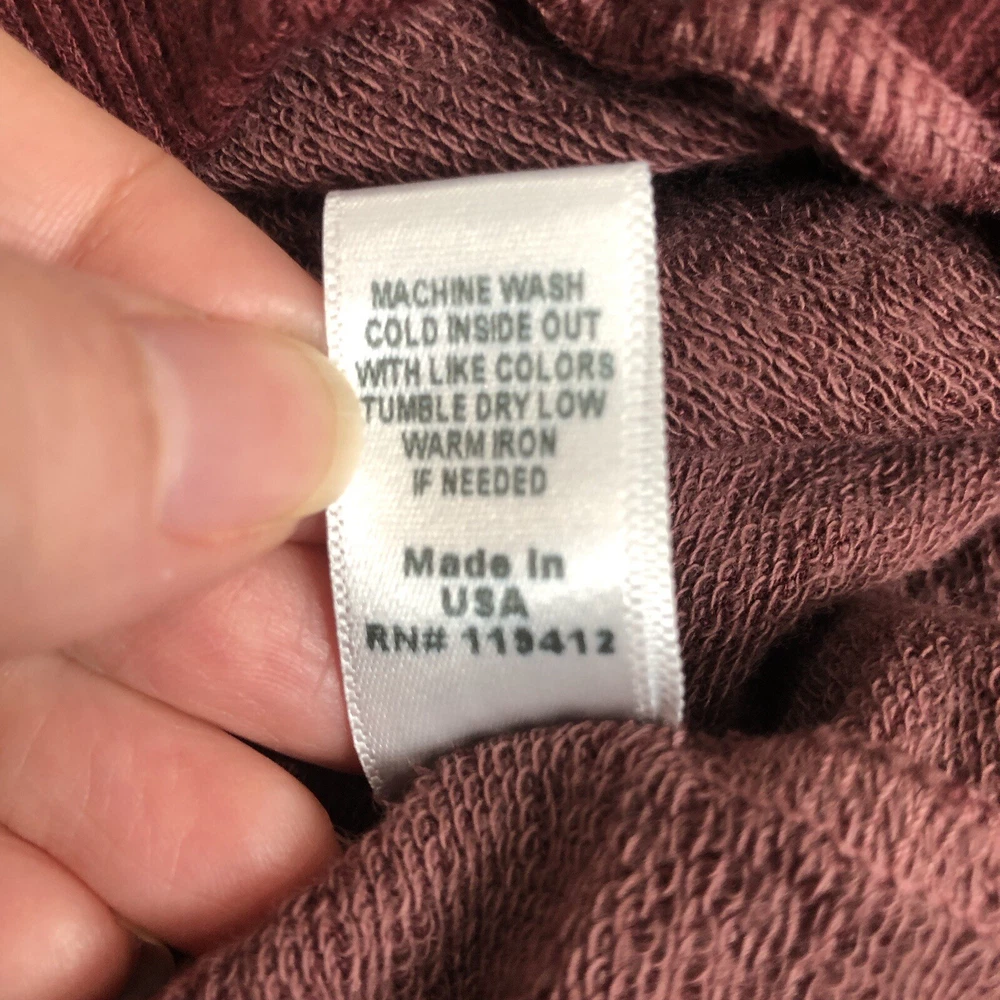 MACHINE WASH
COLD INSIDE OUT
WITH LIKE COLORS
TUMBLE DRY LOW
WARM IRON
IF NEEDED
Made In
USA
RN# 119412